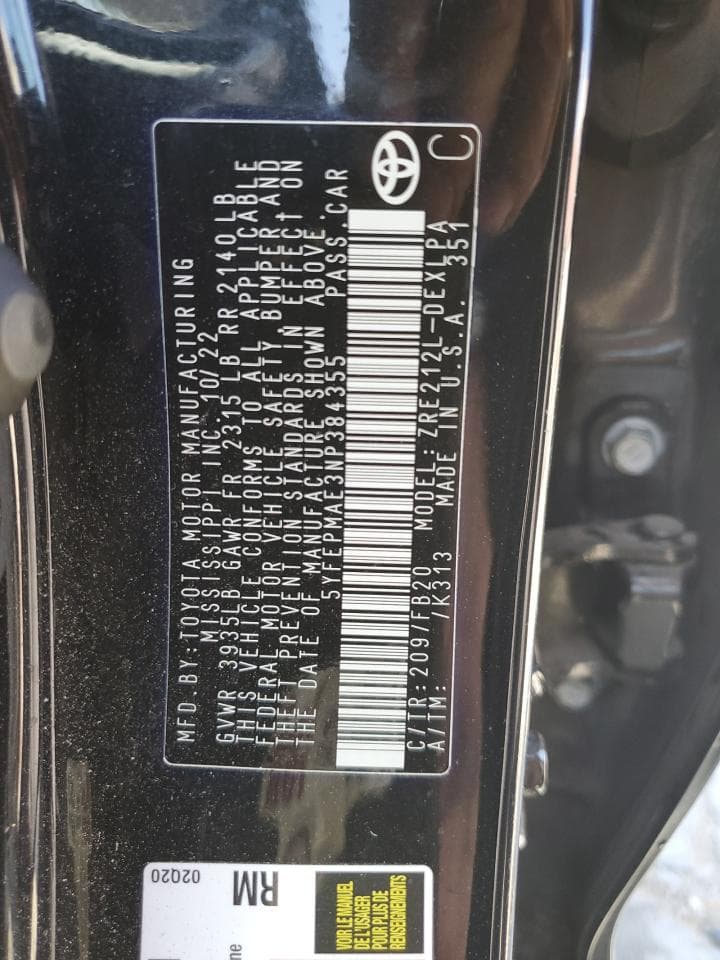 MFD.BY:TOYOTA MOTOR MANUFACTURING
MISSISSIPPI INC 10/22
GVWR 3935LB GAWR FR 2315 LB RR 2140 LB
THIS VEHICLE CONFORMS TO ALL APPLICABLE
FEDERAL MOTOR VEHICLE SAFETY, BUMPER AND
THEFT PREVENTION STANDARDS IN EFFECT ON
THE DATE OF MANUFACTURE SHOWN ABOVE.
5YFEPMAE3NP384355 PASS.CAR
C/TR:209/FB20 MODEL:ZRE212L-DEXLPA
A/TM: /K313 MADE IN U.S.A. 351
C
02Q20
RM
ne
VOIR LE MANUEL
DE L'USAGER
POUR PLUS DE
RENSEIGNEMENTS